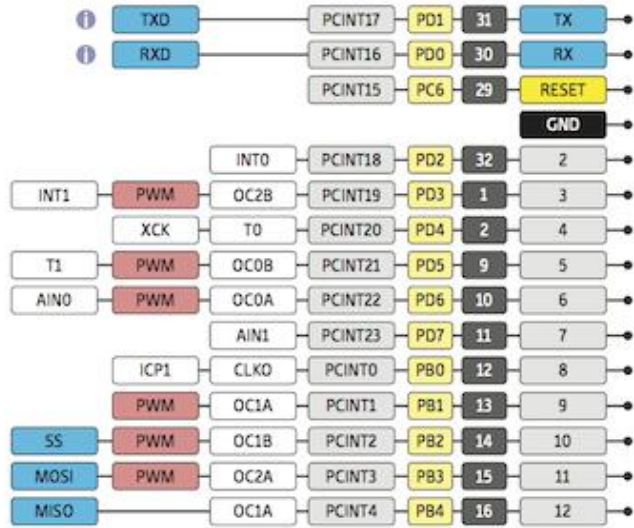 TXD PCINT17 PD1 31 TX
RXD PCINT16 PD0 30 RX
PCINT15 PC6 29 RESET
GND
INT0 PCINT18 PD2 32 2
INT1 PWM OC2B PCINT19 PD3 1 3
XCK T0 PCINT20 PD4 2 4
T1 PWM OC0B PCINT21 PD5 9 5
AIN0 PWM OC0A PCINT22 PD6 10 6
AIN1 PCINT23 PD7 11 7
ICP1 CLKO PCINT0 PB0 12 8
PWM OC1A PCINT1 PB1 13 9
SS PWM OC1B PCINT2 PB2 14 10
MOSI PWM OC2A PCINT3 PB3 15 11
MISO OC1A PCINT4 PB4 16 12